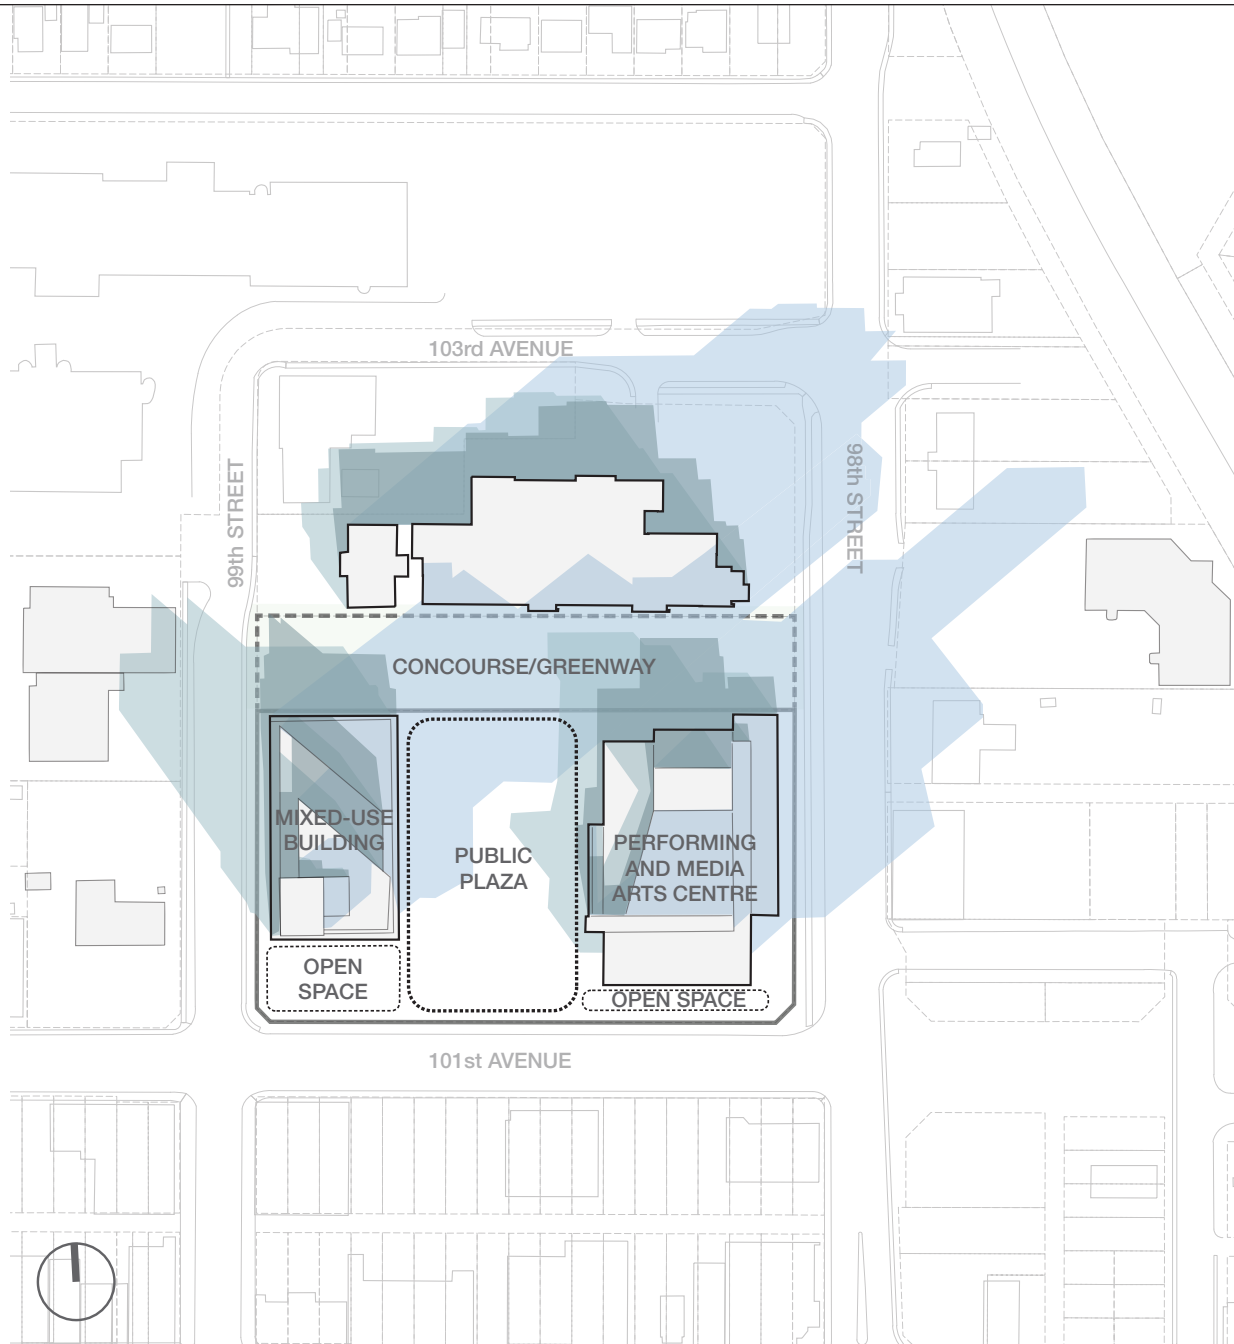 103rd AVENUE
99th STREET
98th STREET
CONCOURSE/GREENWAY
MIXED-USE
BUILDING
PUBLIC
PLAZA
PERFORMING
AND MEDIA
ARTS CENTRE
OPEN
SPACE
OPEN SPACE
101st AVENUE